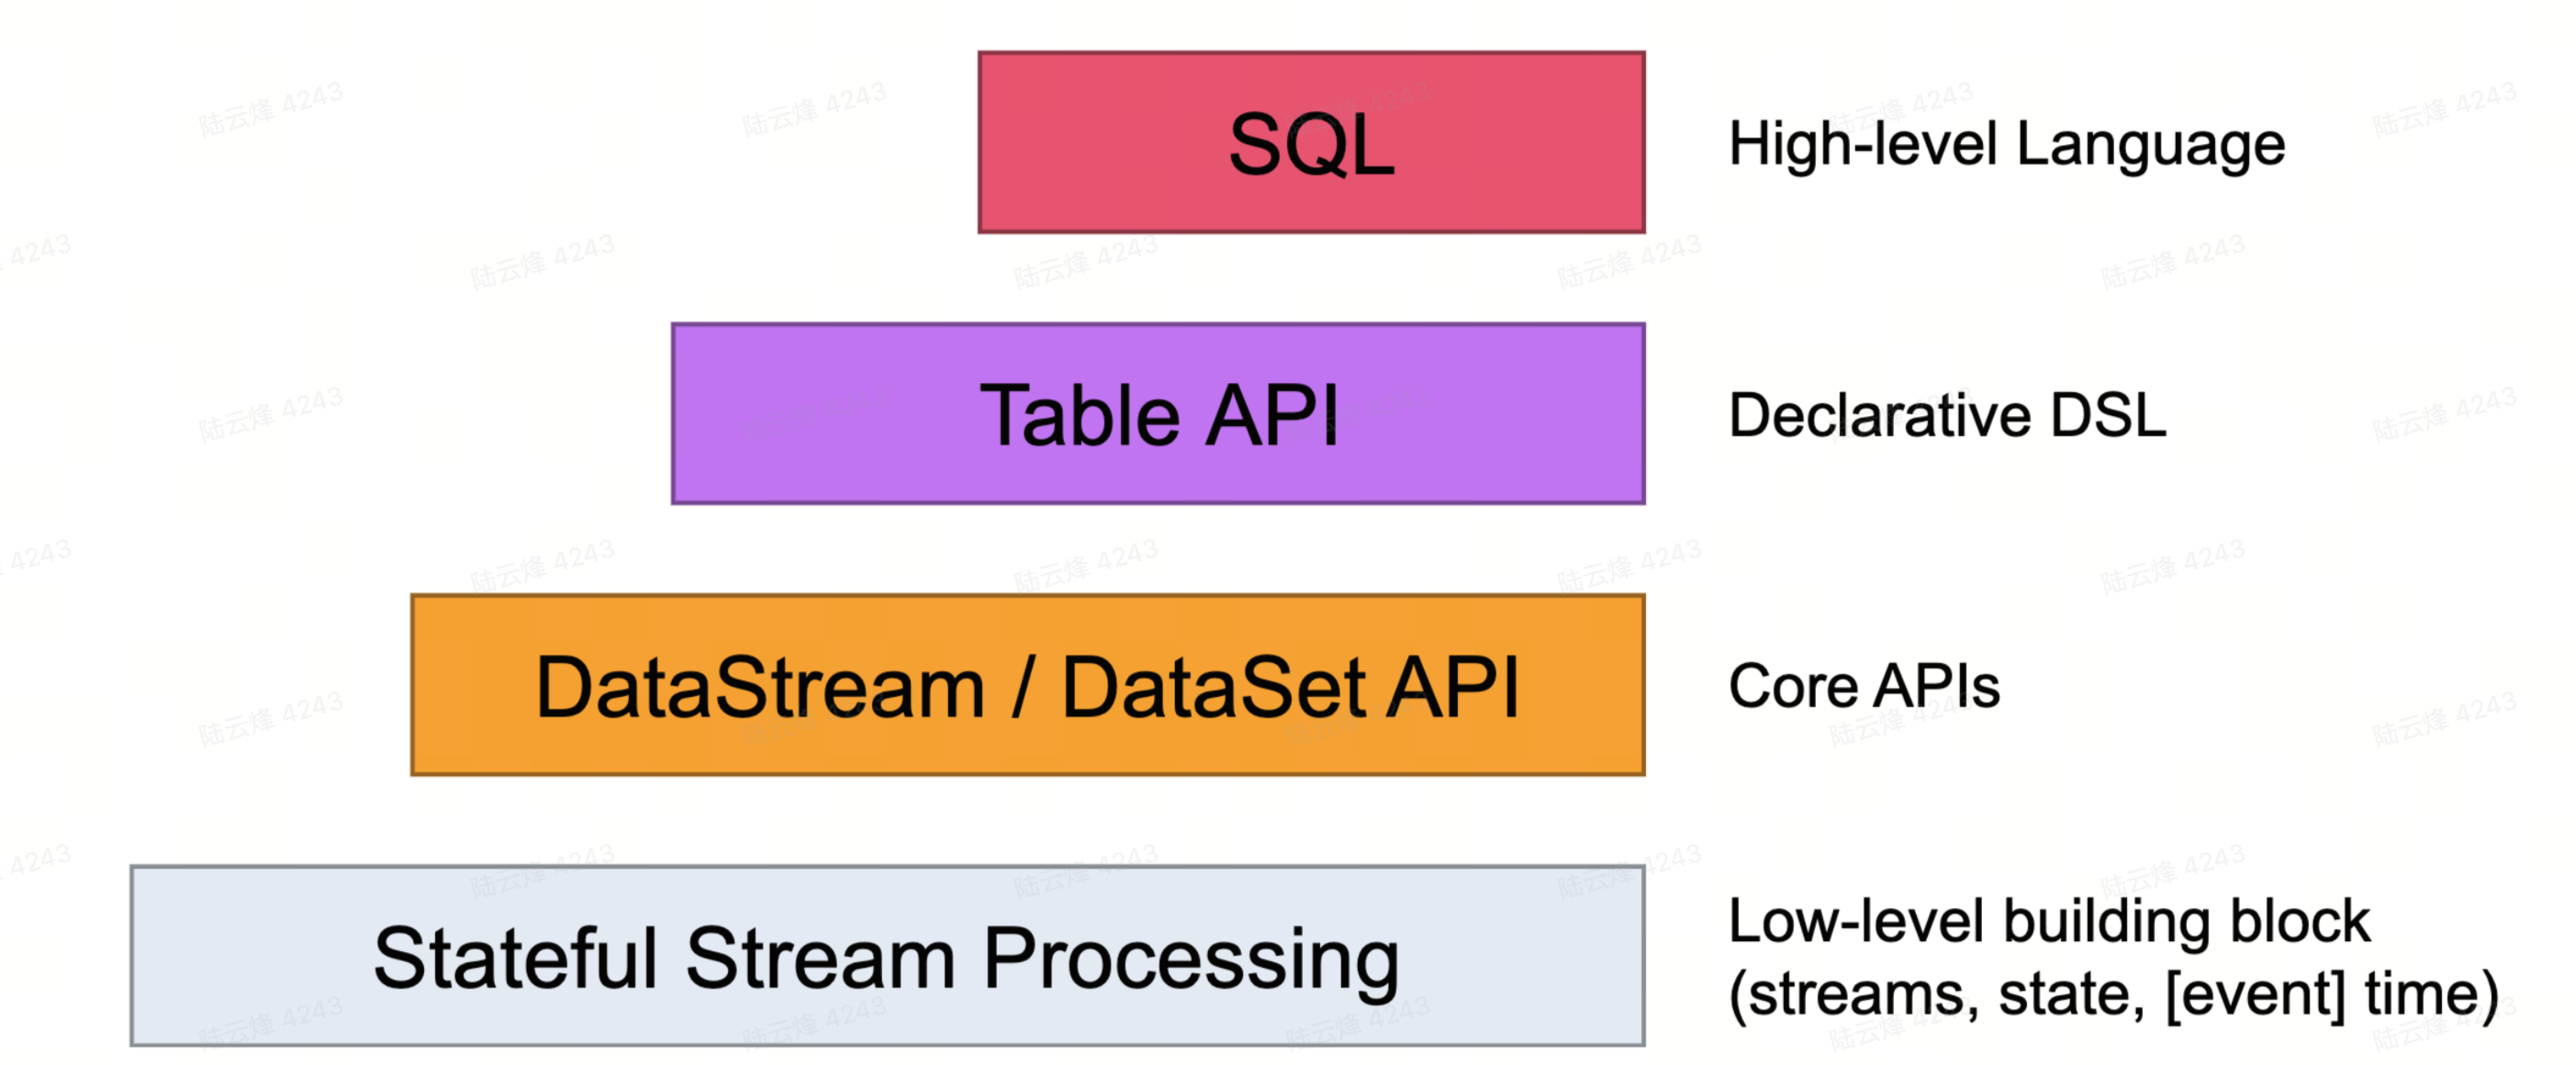 SQL
High-level Language
Table API
Declarative DSL
DataStream / DataSet API
Core APIs
Stateful Stream Processing
Low-level building block
(streams, state, [event] time)
陆云烽 4243